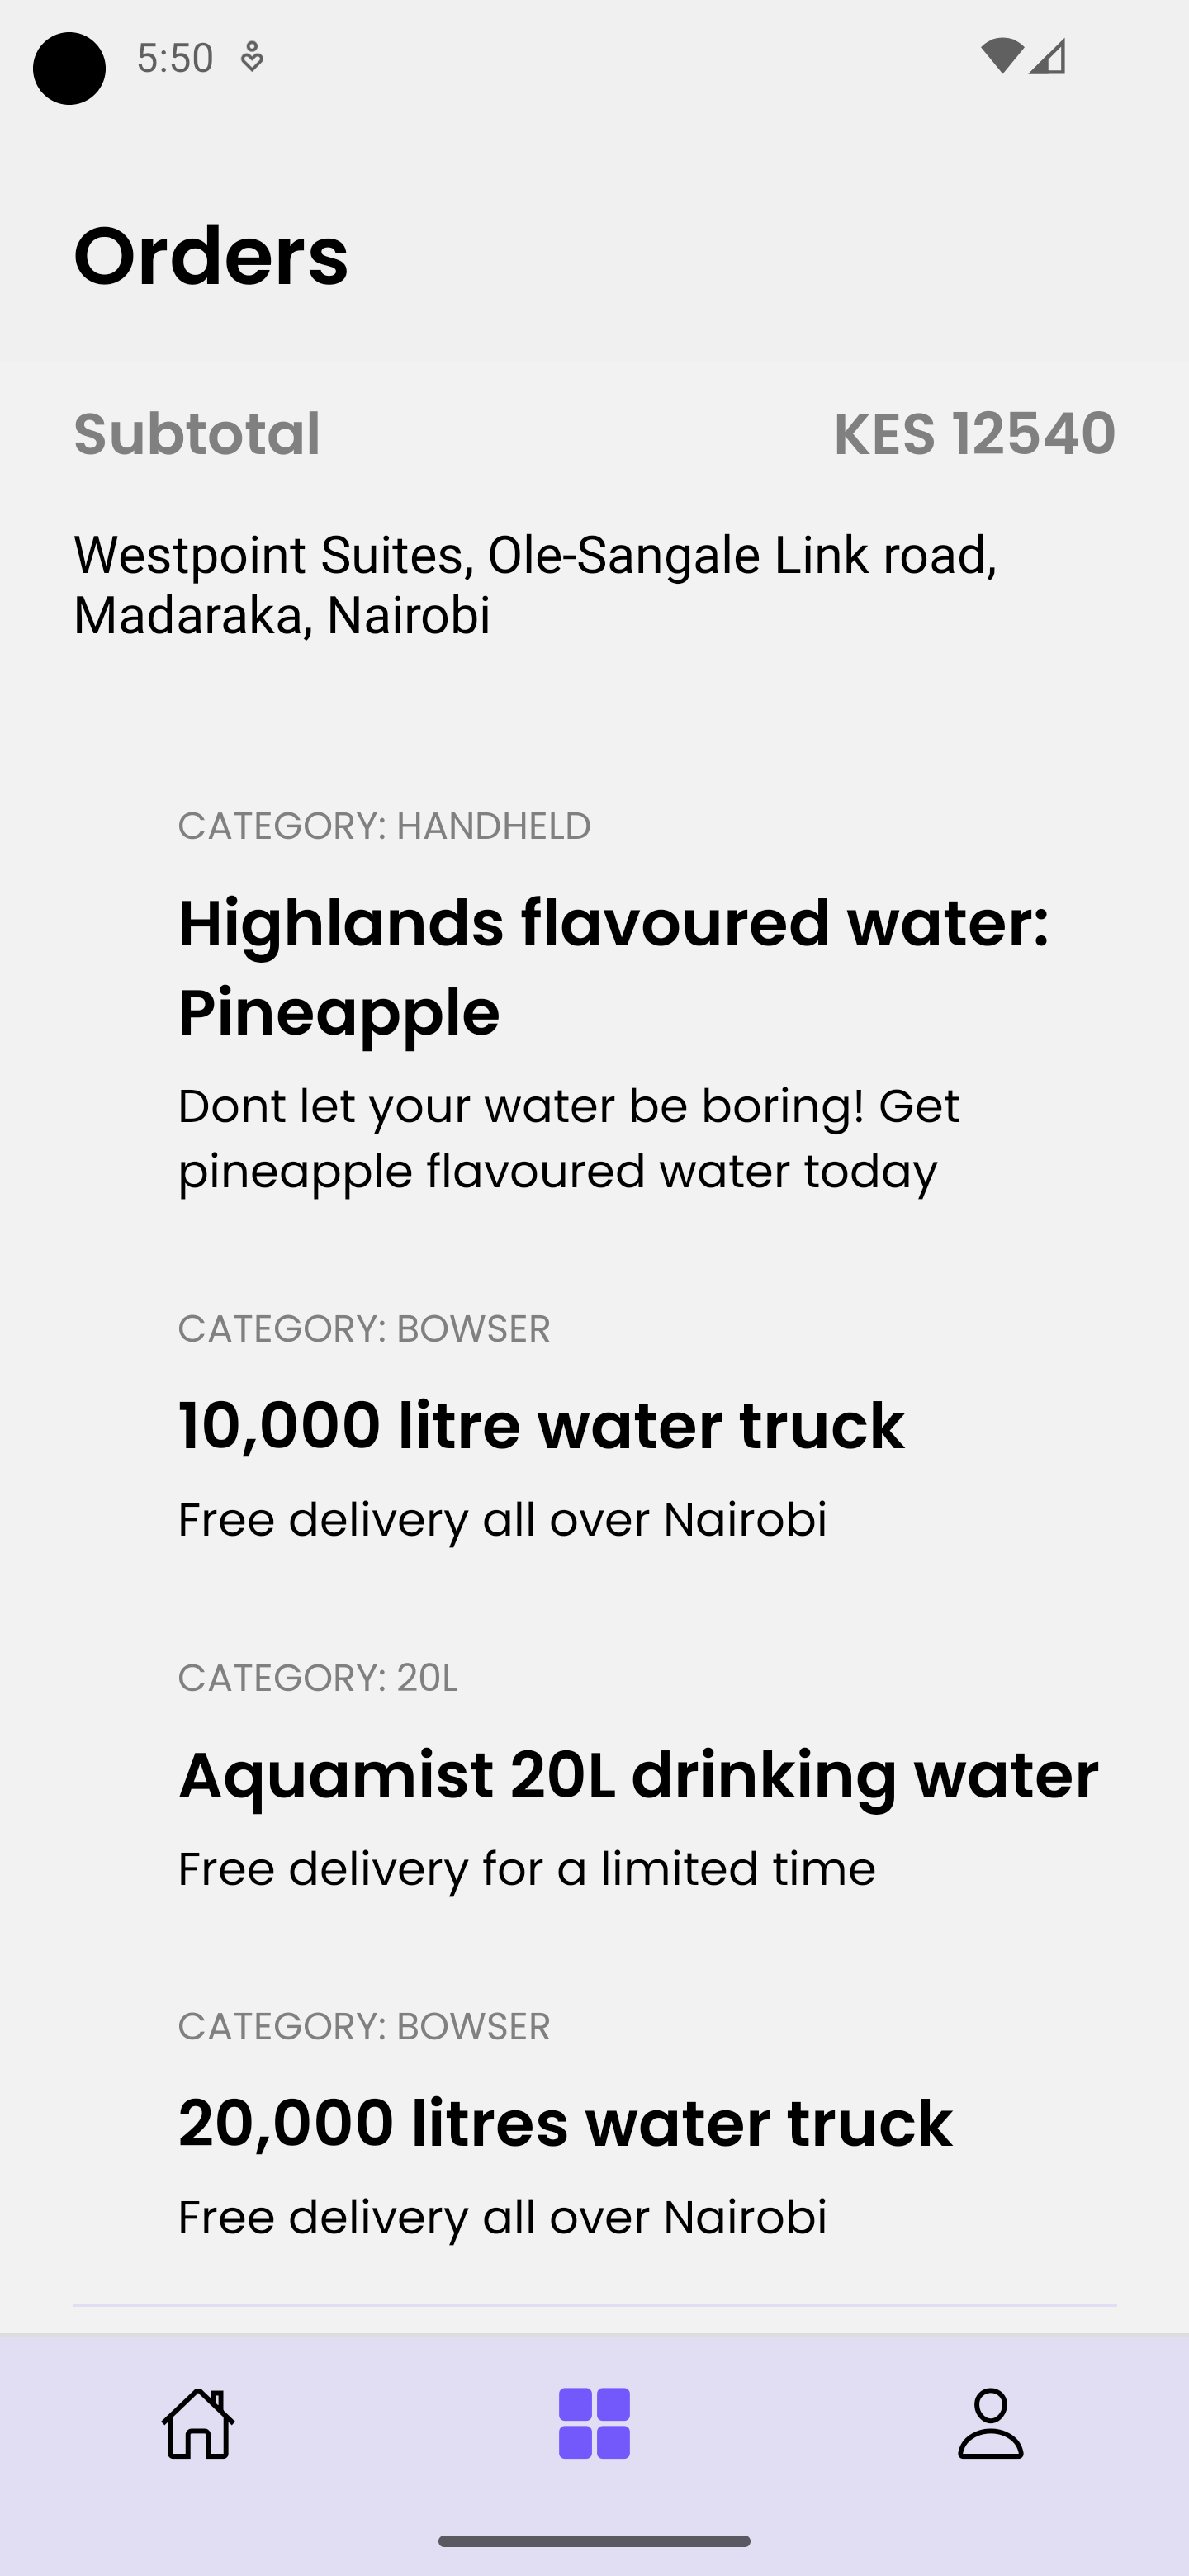 5:50
Orders
Subtotal KES 12540
Westpoint Suites, Ole-Sangale Link road,
Madaraka, Nairobi
CATEGORY: HANDHELD
Highlands flavoured water:
Pineapple
Dont let your water be boring! Get
pineapple flavoured water today
CATEGORY: BOWSER
10,000 litre water truck
Free delivery all over Nairobi
CATEGORY: 20L
Aquamist 20L drinking water
Free delivery for a limited time
CATEGORY: BOWSER
20,000 litres water truck
Free delivery all over Nairobi